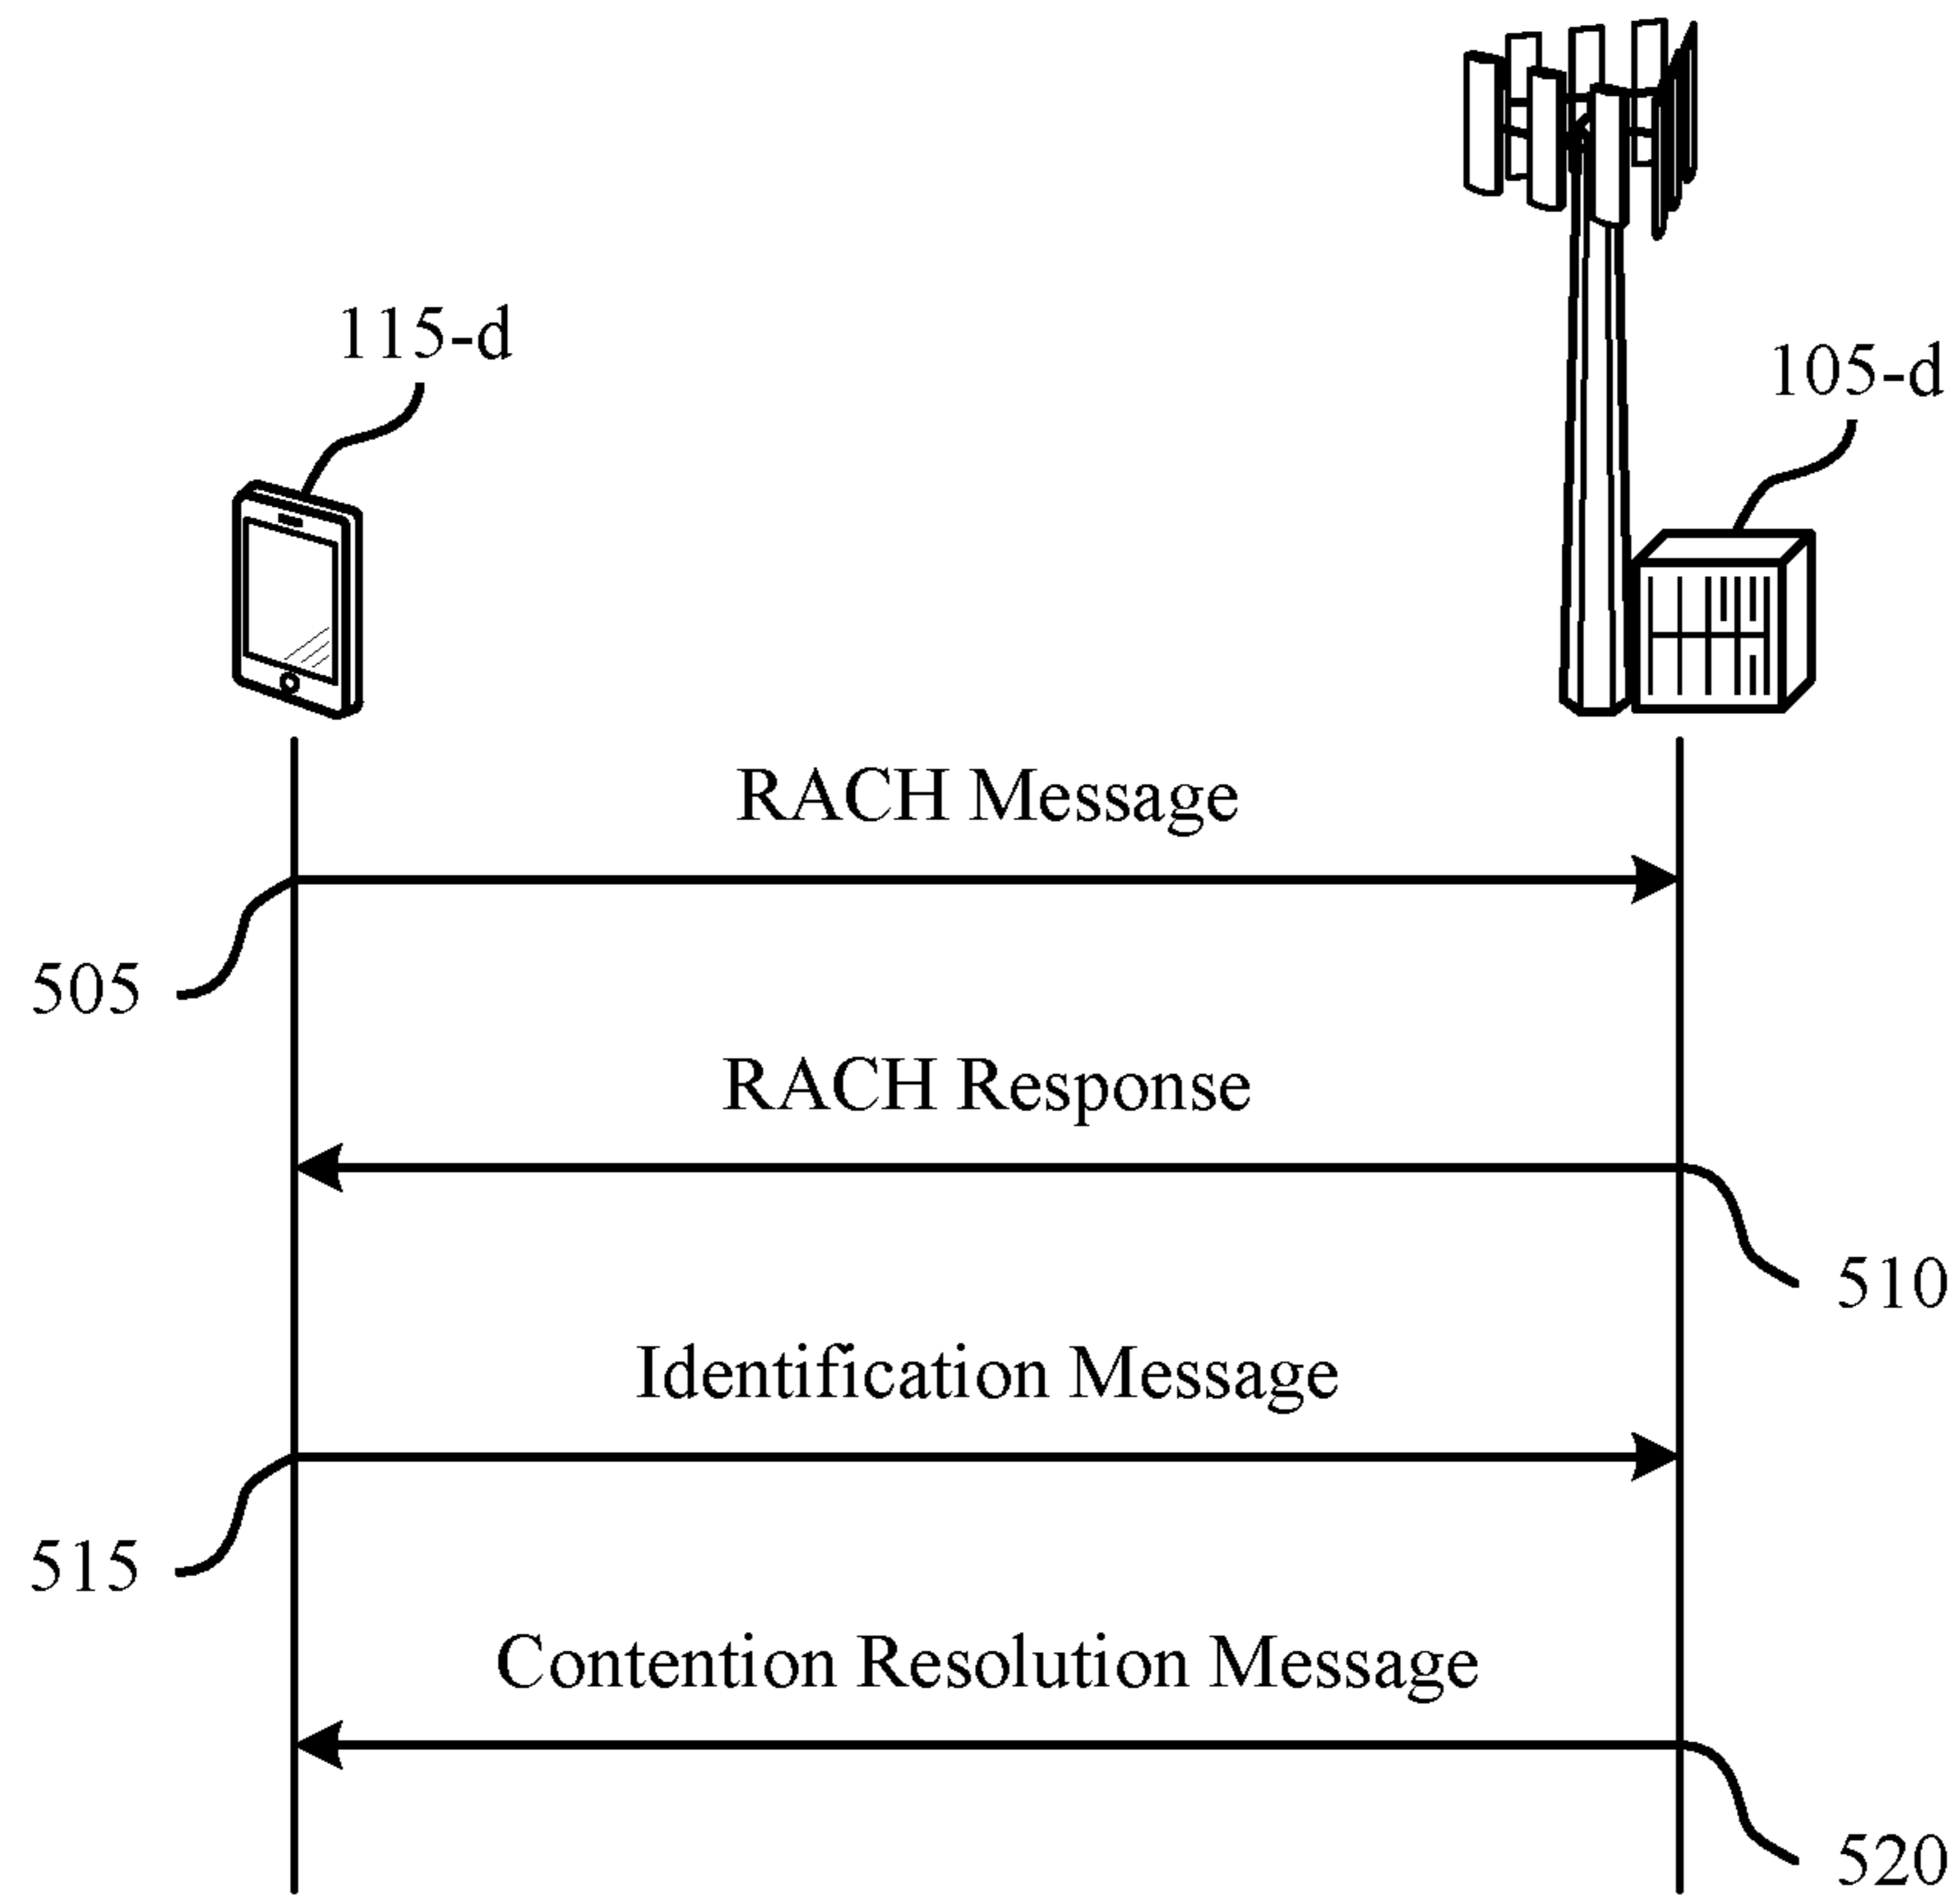 115-d
105-d
RACH Message
505
RACH Response
510
Identification Message
515
Contention Resolution Message
520